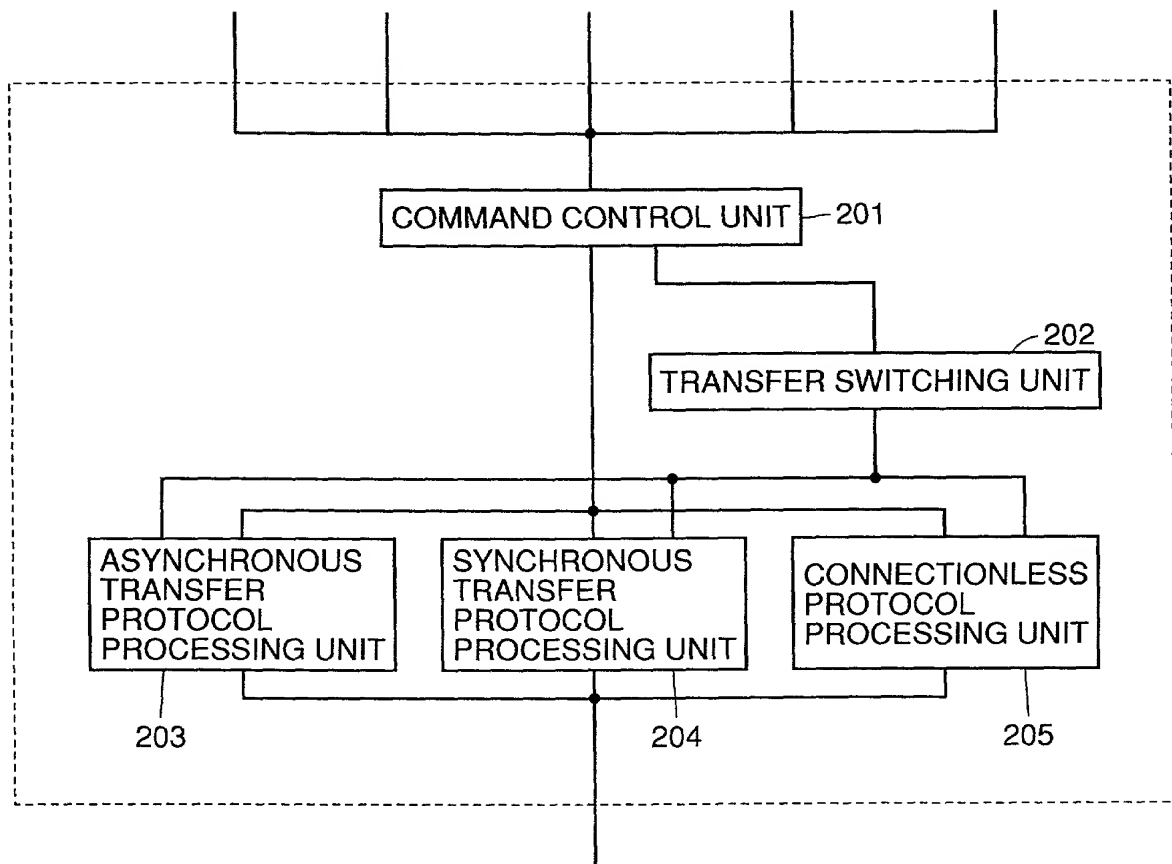 COMMAND CONTROL UNIT
201
202
TRANSFER SWITCHING UNIT
ASYNCHRONOUS
TRANSFER
PROTOCOL
PROCESSING UNIT
SYNCHRONOUS
TRANSFER
PROTOCOL
PROCESSING UNIT
CONNECTIONLESS
PROTOCOL
PROCESSING UNIT
203
204
205